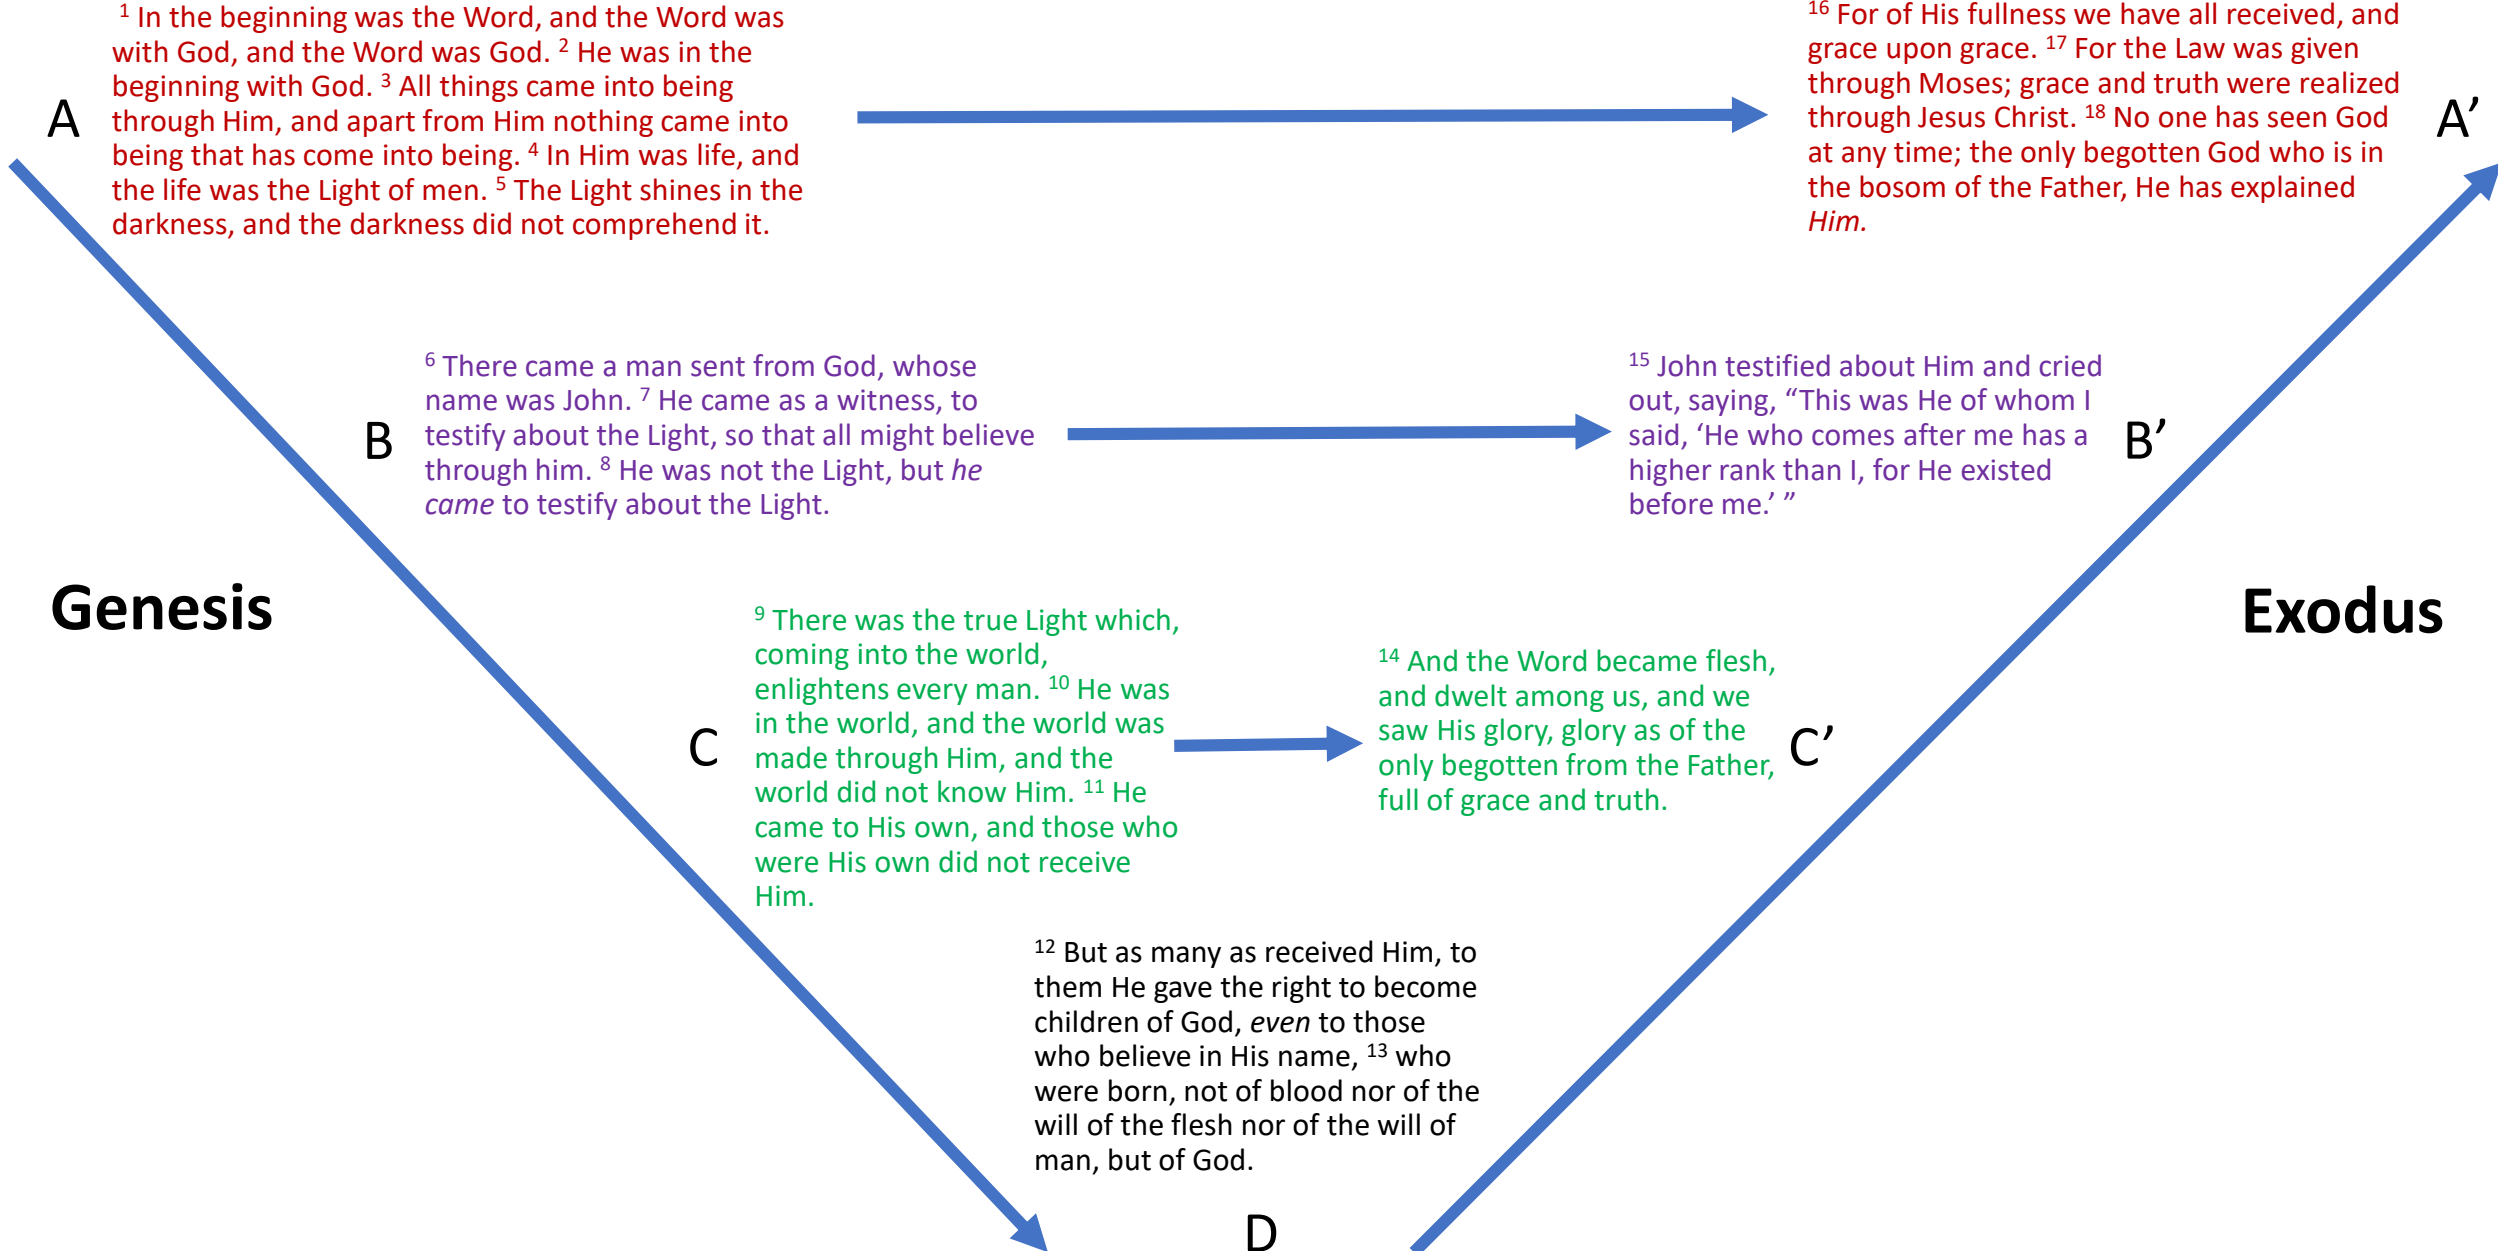 A
1 In the beginning was the Word, and the Word was
with God, and the Word was God. 2 He was in the
beginning with God. 3 All things came into being
through Him, and apart from Him nothing came into
being that has come into being. 4 In Him was life, and
the life was the Light of men. 5 The Light shines in the
darkness, and the darkness did not comprehend it.
16 For of His fullness we have all received, and
grace upon grace. 17 For the Law was given
through Moses; grace and truth were realized
through Jesus Christ. 18 No one has seen God
at any time; the only begotten God who is in
the bosom of the Father, He has explained
Him.
A’
B
6 There came a man sent from God, whose
name was John. 7 He came as a witness, to
testify about the Light, so that all might believe
through him. 8 He was not the Light, but he
came to testify about the Light.
15 John testified about Him and cried
out, saying, “This was He of whom I
said, ‘He who comes after me has a
higher rank than I, for He existed
before me.’ ”
B’
Genesis
Exodus
C
9 There was the true Light which,
coming into the world,
enlightens every man. 10 He was
in the world, and the world was
made through Him, and the
world did not know Him. 11 He
came to His own, and those who
were His own did not receive
Him.
14 And the Word became flesh,
and dwelt among us, and we
saw His glory, glory as of the
only begotten from the Father,
full of grace and truth.
C’
12 But as many as received Him, to
them He gave the right to become
children of God, even to those
who believe in His name, 13 who
were born, not of blood nor of the
will of the flesh nor of the will of
man, but of God.
D